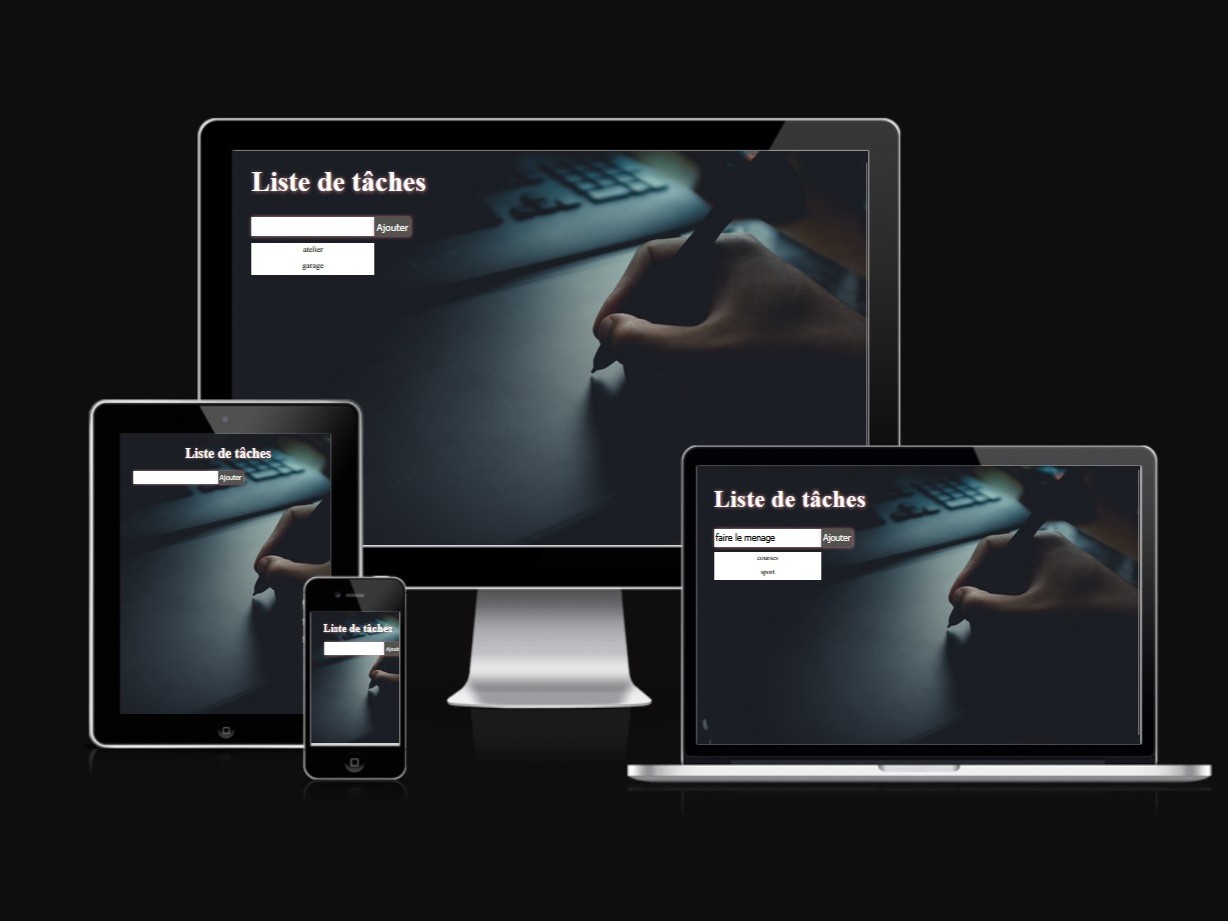 Liste de tâches
Ajouter
atelier
garage
Liste de tâches
Ajouter
Liste de tâches
Ajout
Liste de tâches
faire le menage Ajouter
courses
sport